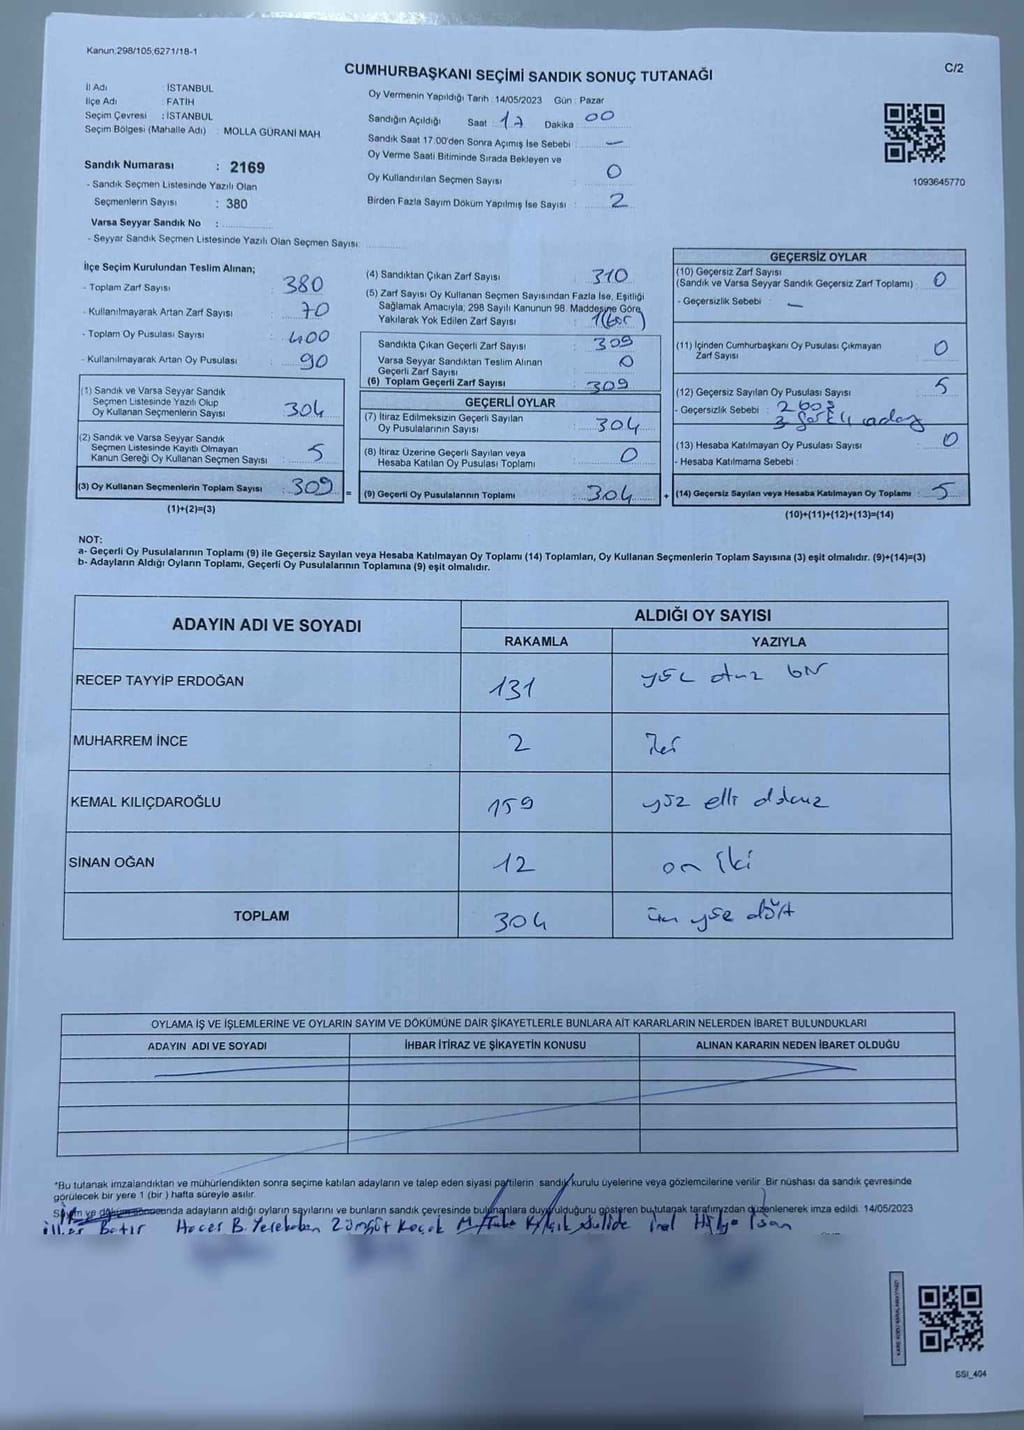 Kanun:298/105;6271/18-1
C/2
CUMHURBAŞKANI SEÇİMİ SANDIK SONUÇ TUTANAĞI
İl Adı : İSTANBUL
İlçe Adı : FATİH
Seçim Çevresi : İSTANBUL
Seçim Bölgesi (Mahalle Adı) : MOLLA GÜRANİ MAH
Sandık Numarası : 2169
- Sandık Seçmen Listesinde Yazılı Olan
Seçmenlerin Sayısı : 380
Varsa Seyyar Sandık No :
- Seyyar Sandık Seçmen Listesinde Yazılı Olan Seçmen Sayısı:
Oy Vermenin Yapıldığı Tarih : 14/05/2023 Gün : Pazar
Sandığın Açıldığı Saat : 17 Dakika 00
Sandık Saat 17:00'den Sonra Açımış İse Sebebi : —
Oy Verme Saati Bitiminde Sırada Bekleyen ve
Oy Kullandırılan Seçmen Sayısı : 0
Birden Fazla Sayım Döküm Yapılmış İse Sayısı : 2
1093645770
İlçe Seçim Kurulundan Teslim Alınan;
- Toplam Zarf Sayısı : 380
- Kullanılmayarak Artan Zarf Sayısı : 70
- Toplam Oy Pusulası Sayısı : 400
- Kullanılmayarak Artan Oy Pusulası : 90
(1) Sandık ve Varsa Seyyar Sandık
Seçmen Listesinde Yazılı Olup
Oy Kullanan Seçmenlerin Sayısı : 304
(2) Sandık ve Varsa Seyyar Sandık
Seçmen Listesinde Kayıtlı Olmayan
Kanun Gereği Oy Kullanan Seçmen Sayısı : 5
(3) Oy Kullanan Seçmenlerin Toplam Sayısı : 309
(1)+(2)=(3)
(4) Sandıktan Çıkan Zarf Sayısı : 310
(5) Zarf Sayısı Oy Kullanan Seçmen Sayısından Fazla İse, Eşitliği
Sağlamak Amacıyla, 298 Sayılı Kanunun 98. Maddesine Göre
Yakılarak Yok Edilen Zarf Sayısı : 1(bir)
Sandıkta Çıkan Geçerli Zarf Sayısı : 309
Varsa Seyyar Sandıktan Teslim Alınan
Geçerli Zarf Sayısı : 0
(6) Toplam Geçerli Zarf Sayısı : 309
GEÇERLİ OYLAR
(7) İtiraz Edilmeksizin Geçerli Sayılan
Oy Pusulalarının Sayısı : 304
(8) İtiraz Üzerine Geçerli Sayılan veya
Hesaba Katılan Oy Pusulası Toplamı : 0
= (9) Geçerli Oy Pusulalarının Toplamı : 304
GEÇERSİZ OYLAR
(10) Geçersiz Zarf Sayısı : 0
(Sandık ve Varsa Seyyar Sandık Geçersiz Zarf Toplamı)
- Geçersizlik Sebebi : —
(11) İçinden Cumhurbaşkanı Oy Pusulası Çıkmayan
Zarf Sayısı : 0
(12) Geçersiz Sayılan Oy Pusulası Sayısı : 5
- Geçersizlik Sebebi : 2 boş
3 farklı aday
(13) Hesaba Katılmayan Oy Pusulası Sayısı : 0
- Hesaba Katılmama Sebebi :
+ (14) Geçersiz Sayılan veya Hesaba Katılmayan Oy Toplamı : 5
(10)+(11)+(12)+(13)=(14)
NOT:
a- Geçerli Oy Pusulalarının Toplamı (9) ile Geçersiz Sayılan veya Hesaba Katılmayan Oy Toplamı (14) Toplamları, Oy Kullanan Seçmenlerin Toplam Sayısına (3) eşit olmalıdır. (9)+(14)=(3)
b- Adayların Aldığı Oyların Toplamı, Geçerli Oy Pusulalarının Toplamına (9) eşit olmalıdır.
ADAYIN ADI VE SOYADI
ALDIĞI OY SAYISI
RAKAMLA YAZIYLA
RECEP TAYYİP ERDOĞAN 131 yüz otuz bir
MUHARREM İNCE 2 iki
KEMAL KILIÇDAROĞLU 159 yüz elli dokuz
SİNAN OĞAN 12 on iki
TOPLAM 304 üç yüz dört
OYLAMA İŞ VE İŞLEMLERİNE VE OYLARIN SAYIM VE DÖKÜMÜNE DAİR ŞİKAYETLERLE BUNLARA AİT KARARLARIN NELERDEN İBARET BULUNDUKLARI
ADAYIN ADI VE SOYADI İHBAR İTİRAZ VE ŞİKAYETİN KONUSU ALINAN KARARIN NEDEN İBARET OLDUĞU
*Bu tutanak imzalandıktan ve mühürlendikten sonra seçime katılan adayların ve talep eden siyasi partilerin sandık kurulu üyelerine veya gözlemcilerine verilir. Bir nüshası da sandık çevresinde
görülecek bir yere 1 (bir ) hafta süreyle asılır.
Sayım ve döküm sonucunda adayların aldığı oyların sayılarını ve bunların sandık çevresinde bulunanlara duyurulduğunu gösteren bu tutanak tarafımızdan düzenlenerek imza edildi. 14/05/2023
SSI_404